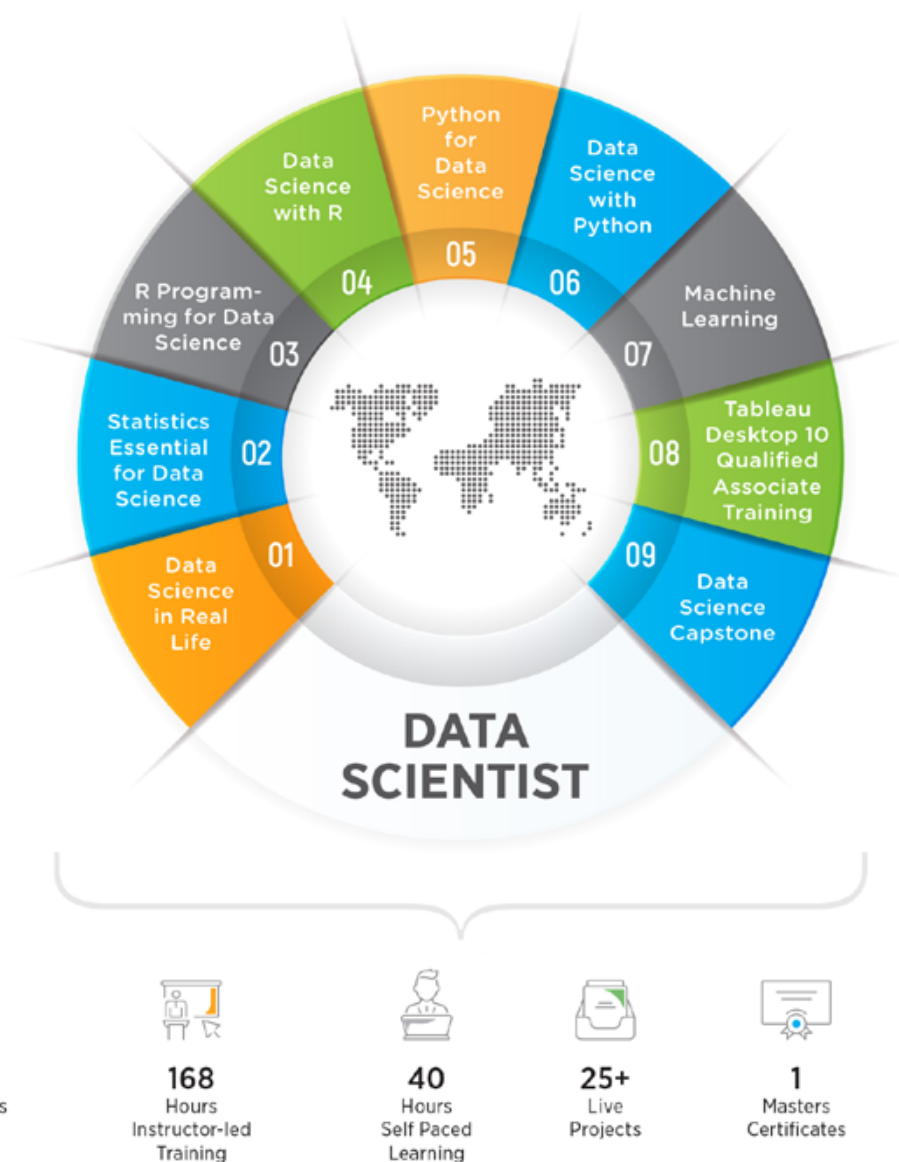 Python
for
Data
Science
05
Data
Science
with R
04
Data
Science
with
Python
06
R Program-
ming for Data
Science
03
Machine
Learning
07
Statistics
Essential
for Data
Science
02
Tableau
Desktop 10
Qualified
Associate
Training
08
Data
Science
in Real
Life
01
Data
Science
Capstone
09
DATA
SCIENTIST
168
Hours
Instructor-led
Training
40
Hours
Self Paced
Learning
25+
Live
Projects
1
Masters
Certificates